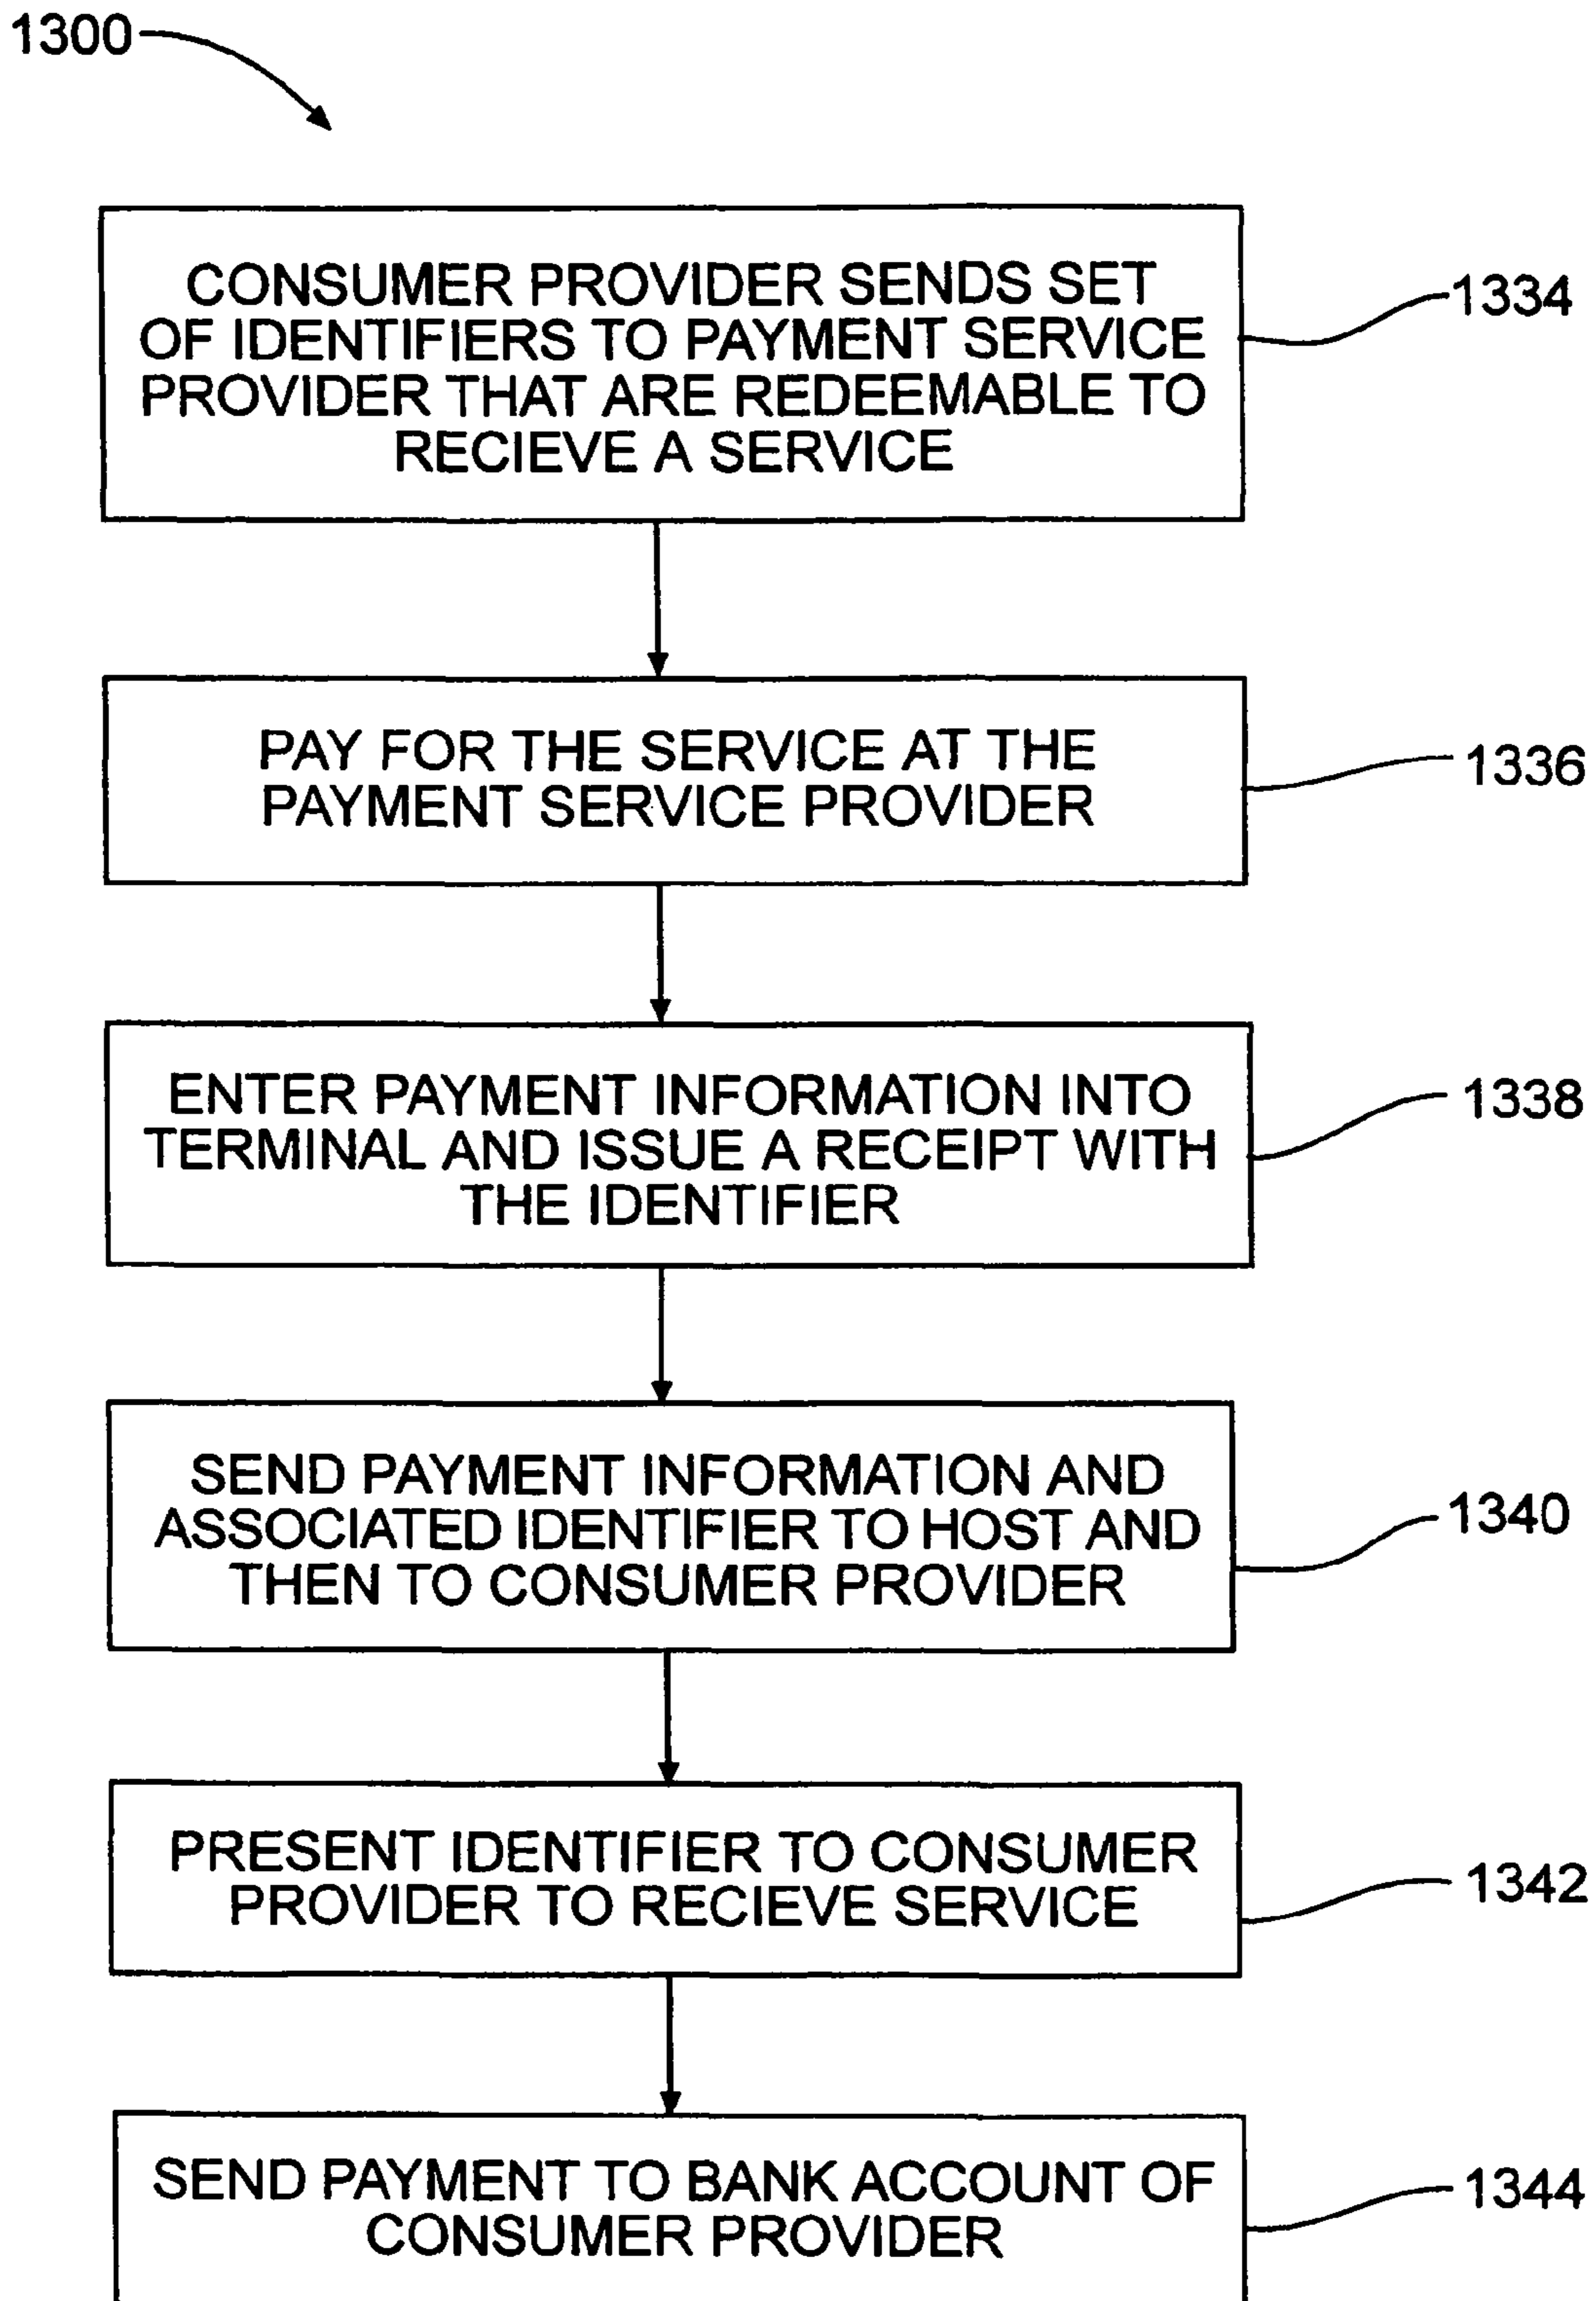 1300
CONSUMER PROVIDER SENDS SET
OF IDENTIFIERS TO PAYMENT SERVICE
PROVIDER THAT ARE REDEEMABLE TO
RECIEVE A SERVICE
1334
PAY FOR THE SERVICE AT THE
PAYMENT SERVICE PROVIDER
1336
ENTER PAYMENT INFORMATION INTO
TERMINAL AND ISSUE A RECEIPT WITH
THE IDENTIFIER
1338
SEND PAYMENT INFORMATION AND
ASSOCIATED IDENTIFIER TO HOST AND
THEN TO CONSUMER PROVIDER
1340
PRESENT IDENTIFIER TO CONSUMER
PROVIDER TO RECIEVE SERVICE
1342
SEND PAYMENT TO BANK ACCOUNT OF
CONSUMER PROVIDER
1344